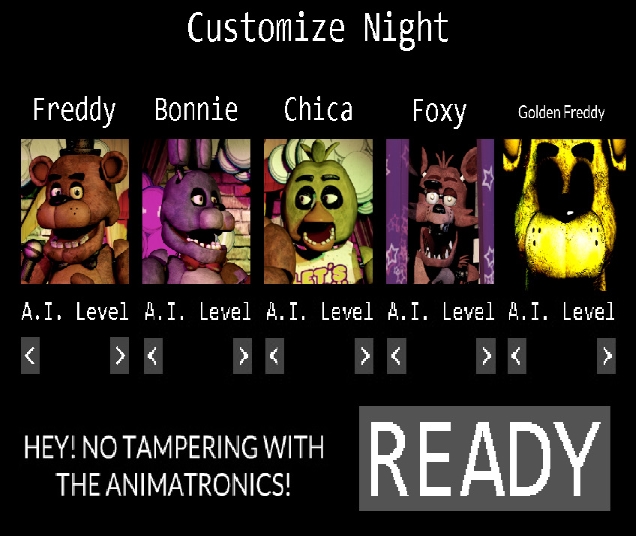 Customize Night
Freddy Bonnie Chica Foxy Golden Freddy
LET'S
A.I. Level A.I. Level A.I. Level A.I. Level A.I. Level
< > < > < > < > < >
HEY! NO TAMPERING WITH
THE ANIMATRONICS!
READY